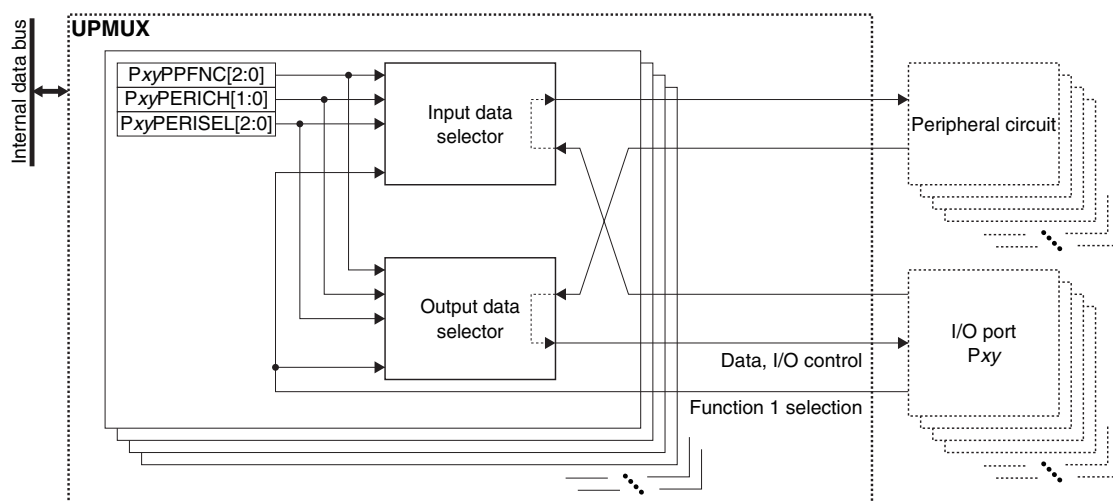 UPMUX
Internal data bus
PxyPPFNC[2:0]
PxyPERICH[1:0]
PxyPERISEL[2:0]
Input data
selector
Peripheral circuit
Output data
selector
I/O port
Pxy
Data, I/O control
Function 1 selection